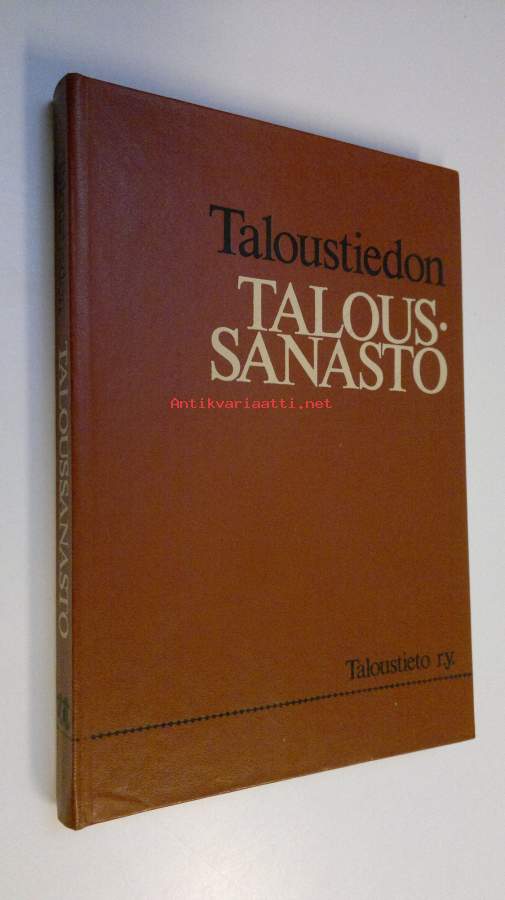 Taloustiedon
TALOUS-
SANASTO
Antikvariaatti.net
Taloustieto r.y.
TALOUSSANASTO